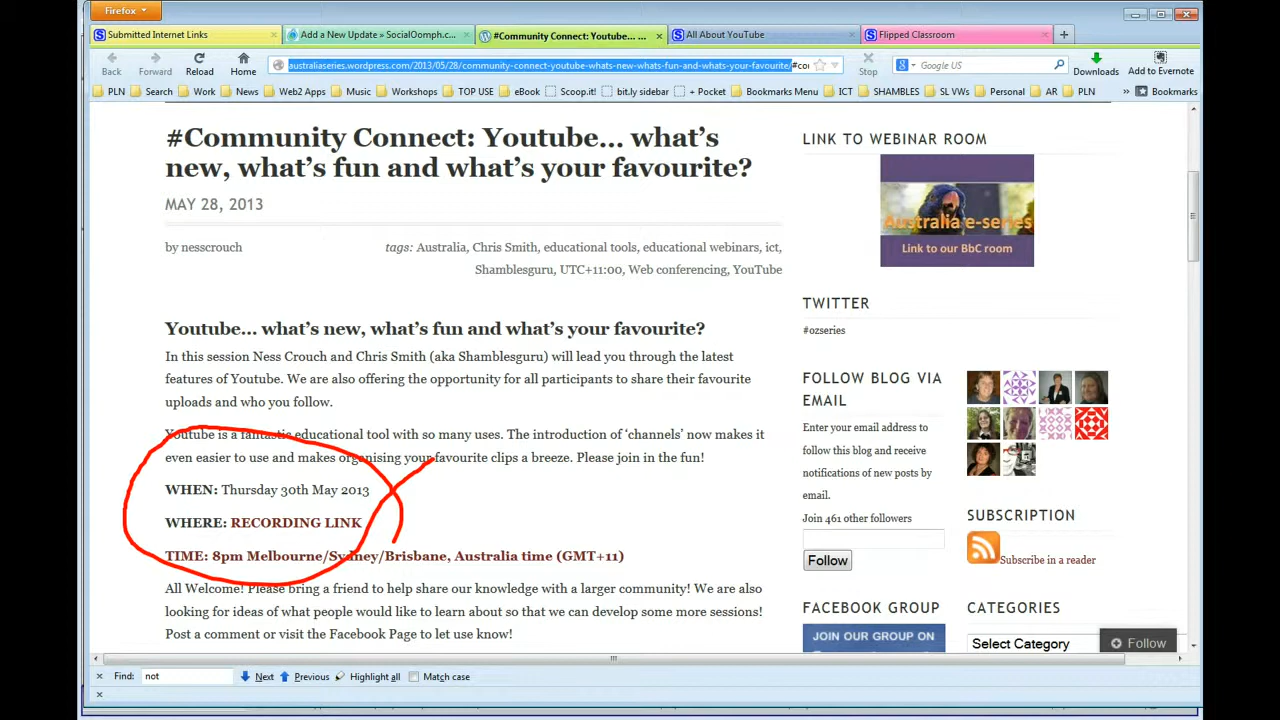 Firefox
Submitted Internet Links
Add a New Update » SocialOomph.c...
#Community Connect: Youtube... ...
All About YouTube
Flipped Classroom
australiaseries.wordpress.com/2013/05/28/community-connect-youtube-whats-new-whats-fun-and-whats-your-favourite/#co
Google US
Back
Forward
Reload
Home
Stop
Downloads
Add to Evernote
PLN
Search
Work
News
Web2 Apps
Music
Workshops
TOP USE
eBook
Scoop.it!
bit.ly sidebar
+ Pocket
Bookmarks Menu
ICT
SHAMBLES
SL VWs
Personal
AR
PLN
»
Bookmarks
#Community Connect: Youtube... what's
new, what's fun and what's your favourite?
MAY 28, 2013
by nesscrouch
tags: Australia, Chris Smith, educational tools, educational webinars, ict,
Shamblesguru, UTC+11:00, Web conferencing, YouTube
Youtube... what's new, what's fun and what's your favourite?
In this session Ness Crouch and Chris Smith (aka Shamblesguru) will lead you through the latest
features of Youtube. We are also offering the opportunity for all participants to share their favourite
uploads and who you follow.
Youtube is a fantastic educational tool with so many uses. The introduction of 'channels' now makes it
even easier to use and makes organising your favourite clips a breeze. Please join in the fun!
WHEN: Thursday 30th May 2013
WHERE: RECORDING LINK
TIME: 8pm Melbourne/Sydney/Brisbane, Australia time (GMT+11)
All Welcome! Please bring a friend to help share our knowledge with a larger community! We are also
looking for ideas of what people would like to learn about so that we can develop some more sessions!
Post a comment or visit the Facebook Page to let use know!
LINK TO WEBINAR ROOM
Australia e-series
Link to our BbC room
TWITTER
#ozseries
FOLLOW BLOG VIA
EMAIL
Enter your email address to
follow this blog and receive
notifications of new posts by
email.
Join 461 other followers
Follow
SUBSCRIPTION
Subscribe in a reader
FACEBOOK GROUP
JOIN OUR GROUP ON
CATEGORIES
Select Category
Follow
Find:
not
Next
Previous
Highlight all
Match case